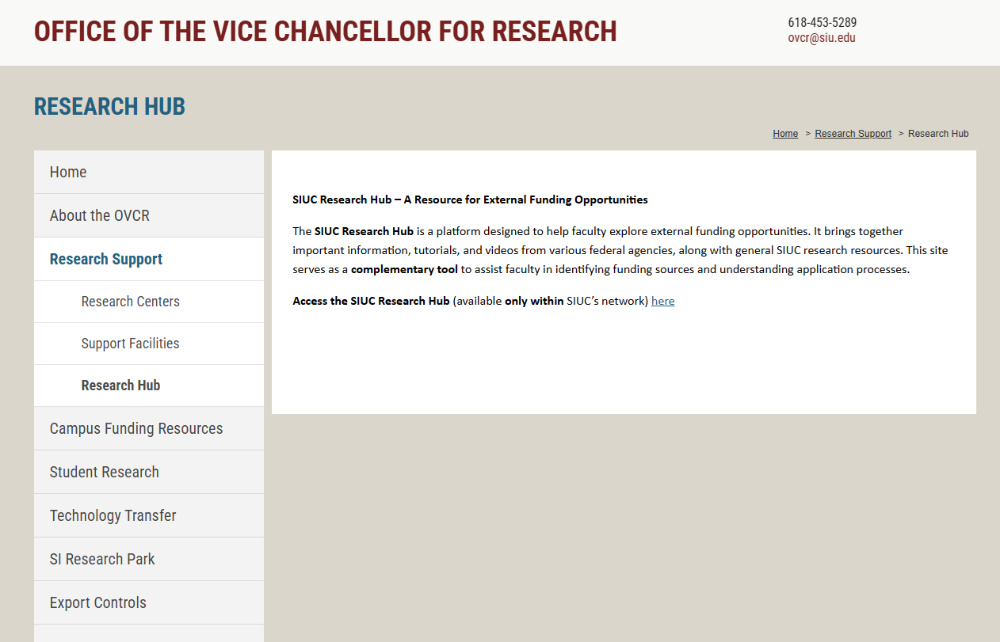 OFFICE OF THE VICE CHANCELLOR FOR RESEARCH
618-453-5289
ovcr@siu.edu
RESEARCH HUB
Home > Research Support > Research Hub
Home
About the OVCR
Research Support
Research Centers
Support Facilities
Research Hub
Campus Funding Resources
Student Research
Technology Transfer
SI Research Park
Export Controls
SIUC Research Hub – A Resource for External Funding Opportunities
The SIUC Research Hub is a platform designed to help faculty explore external funding opportunities. It brings together
important information, tutorials, and videos from various federal agencies, along with general SIUC research resources. This site
serves as a complementary tool to assist faculty in identifying funding sources and understanding application processes.
Access the SIUC Research Hub (available only within SIUC’s network) here